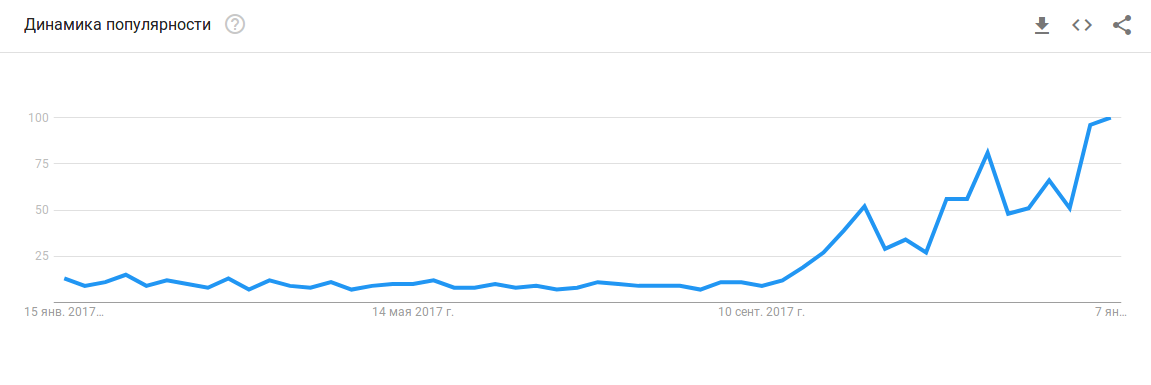 Динамика популярности ?
100
75
50
25
15 янв. 2017…
14 мая 2017 г.
10 сент. 2017 г.
7 ян…